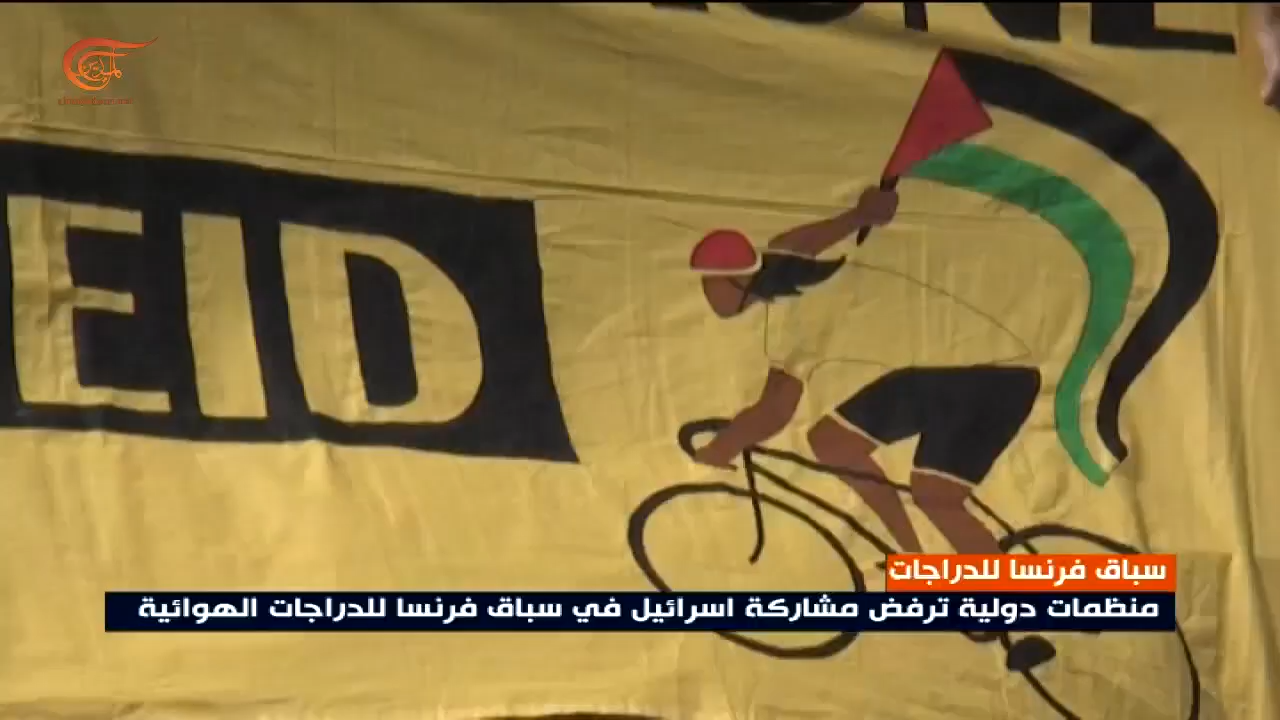 EID
سباق فرنسا للدراجات
منظمات دولية ترفض مشاركة اسرائيل في سباق فرنسا للدراجات الهوائية